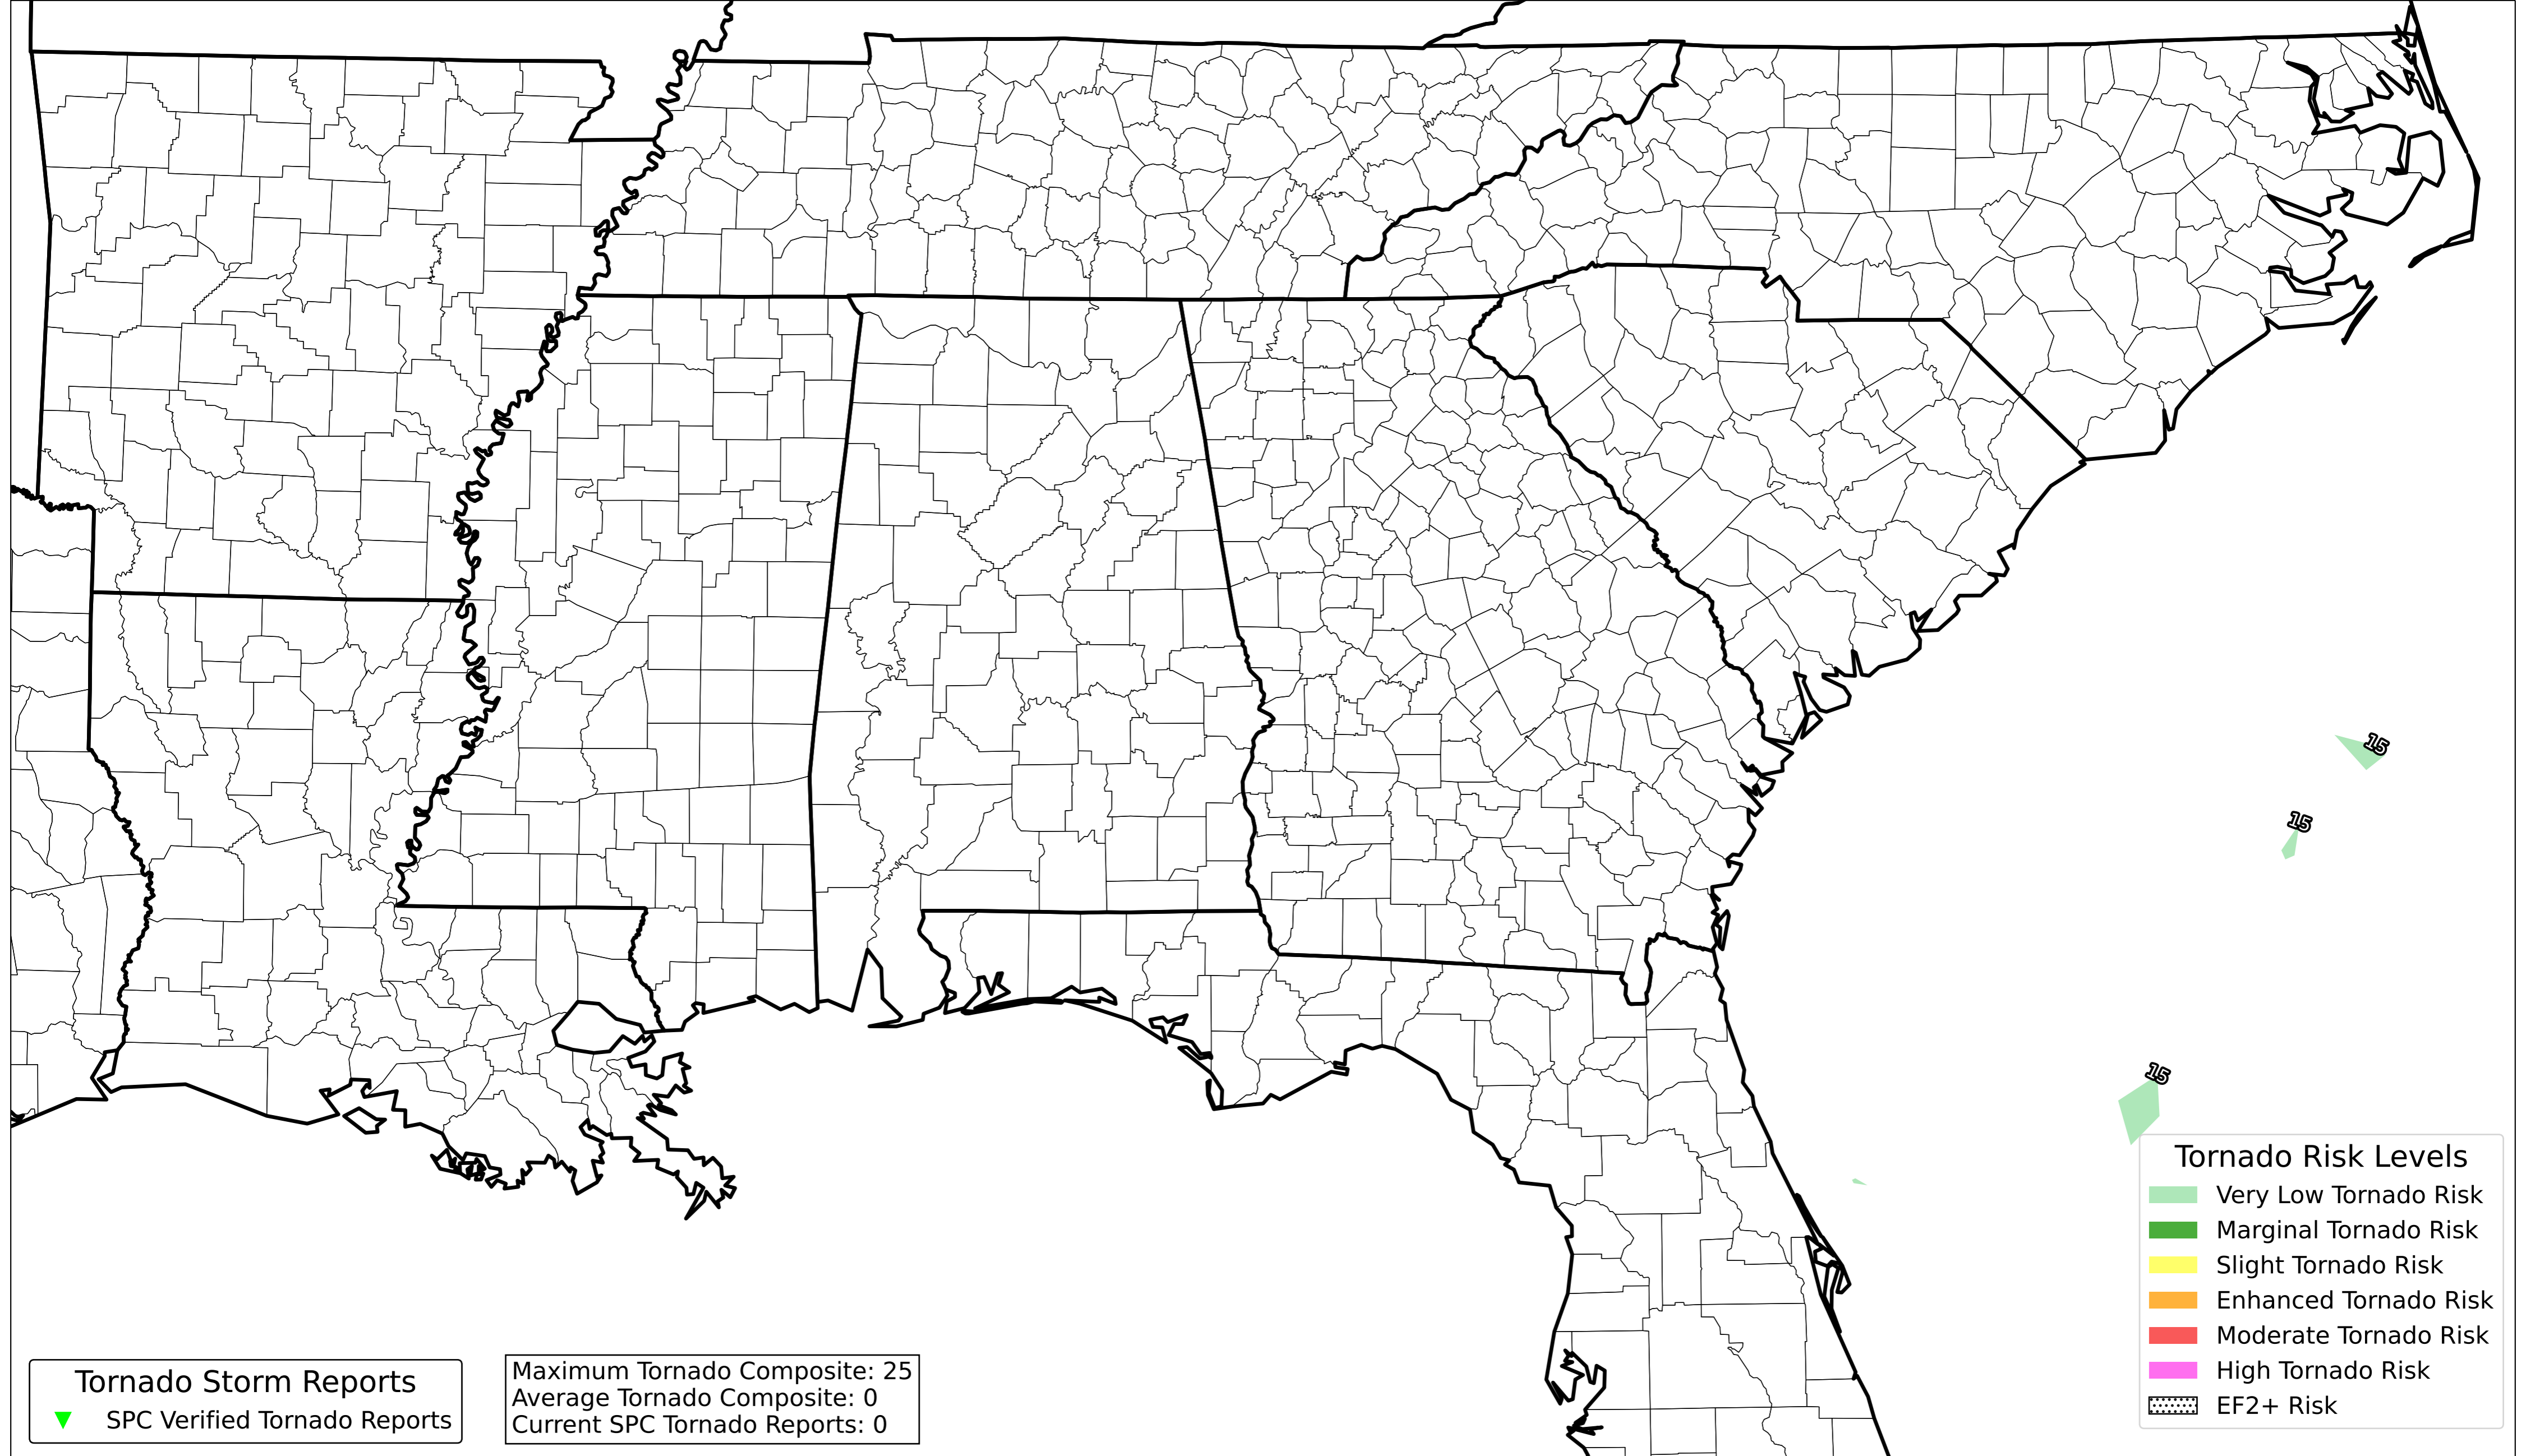 15
15
15
Tornado Risk Levels
Very Low Tornado Risk
Marginal Tornado Risk
Slight Tornado Risk
Enhanced Tornado Risk
Moderate Tornado Risk
High Tornado Risk
EF2+ Risk
Tornado Storm Reports
SPC Verified Tornado Reports
Maximum Tornado Composite: 25
Average Tornado Composite: 0
Current SPC Tornado Reports: 0